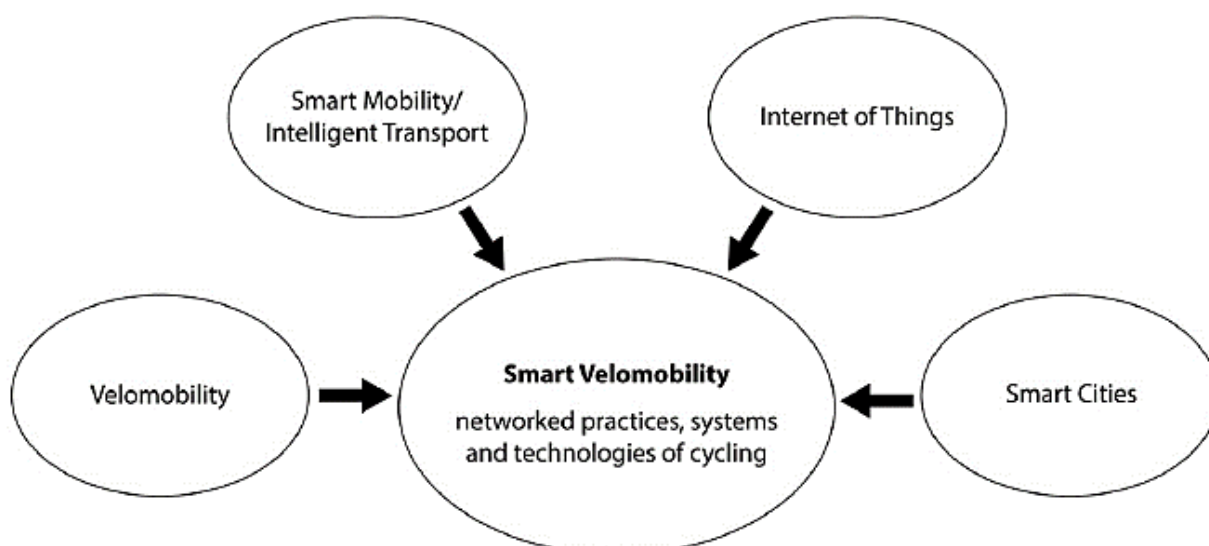 Smart Mobility/
Intelligent Transport
Internet of Things
Velomobility
Smart Velomobility
networked practices, systems
and technologies of cycling
Smart Cities